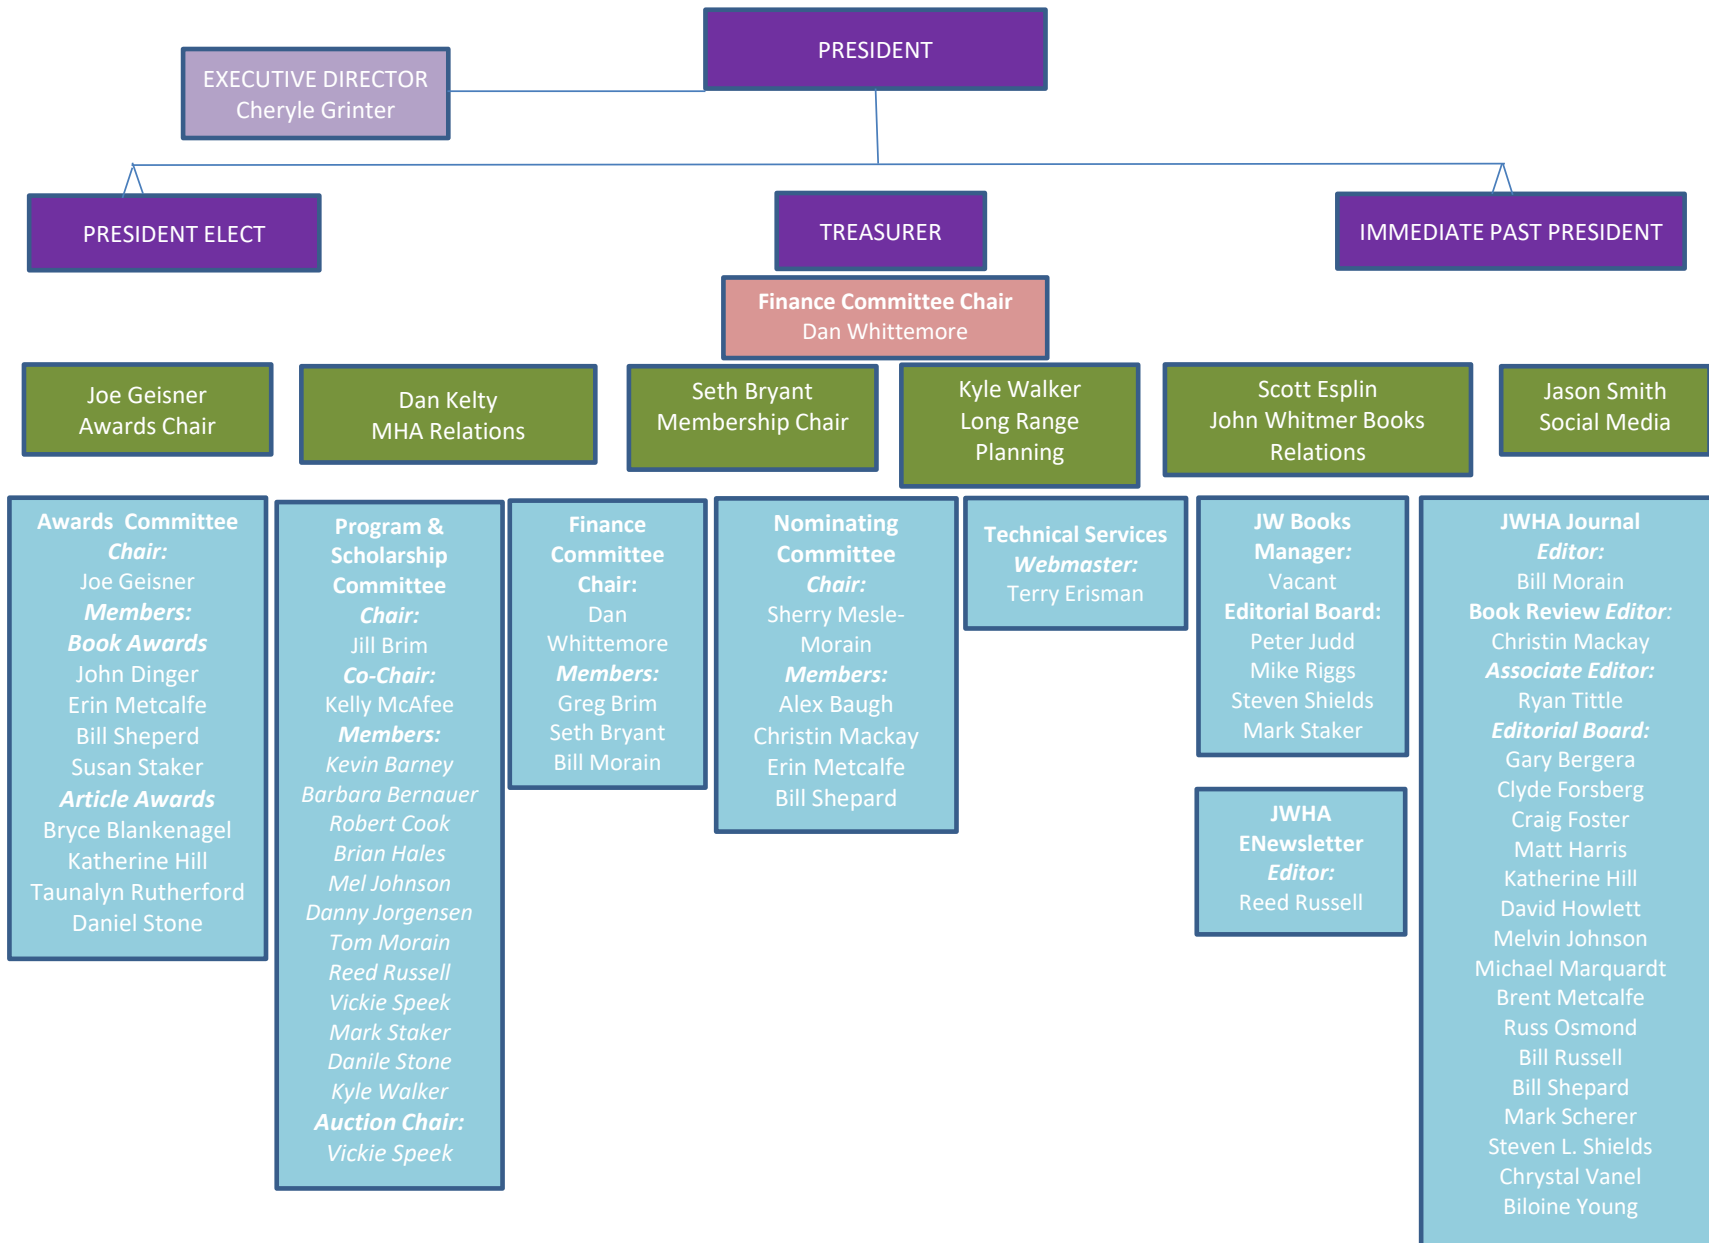 PRESIDENT
EXECUTIVE DIRECTOR
Cheryle Grinter
PRESIDENT ELECT
TREASURER
IMMEDIATE PAST PRESIDENT
Finance Committee Chair
Dan Whittemore
Joe Geisner
Awards Chair
Dan Kelty
MHA Relations
Seth Bryant
Membership Chair
Kyle Walker
Long Range
Planning
Scott Esplin
John Whitmer Books
Relations
Jason Smith
Social Media
Awards  Committee
Chair:
Joe Geisner
Members:
Book Awards
John Dinger
Erin Metcalfe
Bill Sheperd
Susan Staker
Article Awards
Bryce Blankenagel
Katherine Hill
Taunalyn Rutherford
Daniel Stone
Program &
Scholarship
Committee
Chair:
Jill Brim
Co-Chair:
Kelly McAfee
Members:
Kevin Barney
Barbara Bernauer
Robert Cook
Brian Hales
Mel Johnson
Danny Jorgensen
Tom Morain
Reed Russell
Vickie Speek
Mark Staker
Danile Stone
Kyle Walker
Auction Chair:
Vickie Speek
Finance
Committee
Chair:
Dan
Whittemore
Members:
Greg Brim
Seth Bryant
Bill Morain
Nominating
Committee
Chair:
Sherry Mesle-
Morain
Members:
Alex Baugh
Christin Mackay
Erin Metcalfe
Bill Shepard
Technical Services
Webmaster:
Terry Erisman
JW Books
Manager:
Vacant
Editorial Board:
Peter Judd
Mike Riggs
Steven Shields
Mark Staker
JWHA
ENewsletter
Editor:
Reed Russell
JWHA Journal
Editor:
Bill Morain
Book Review Editor:
Christin Mackay
Associate Editor:
Ryan Tittle
Editorial Board:
Gary Bergera
Clyde Forsberg
Craig Foster
Matt Harris
Katherine Hill
David Howlett
Melvin Johnson
Michael Marquardt
Brent Metcalfe
Russ Osmond
Bill Russell
Bill Shepard
Mark Scherer
Steven L. Shields
Chrystal Vanel
Biloine Young